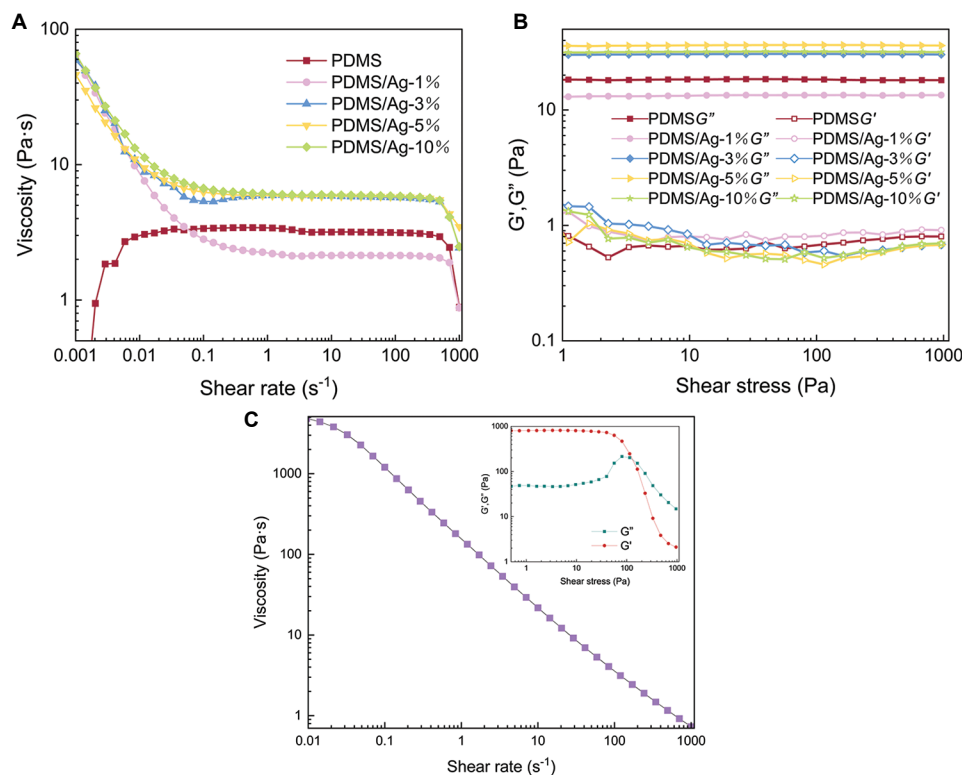 A
Viscosity (Pa·s)
100
10
1
PDMS
PDMS/Ag-1%
PDMS/Ag-3%
PDMS/Ag-5%
PDMS/Ag-10%
0.001 0.01 0.1 1 10 100 1000
Shear rate (s⁻¹)
B
G',G" (Pa)
10
1
0.1
PDMSG" PDMSG'
PDMS/Ag-1%G" PDMS/Ag-1%G'
PDMS/Ag-3%G" PDMS/Ag-3%G'
PDMS/Ag-5%G" PDMS/Ag-5%G'
PDMS/Ag-10%G" PDMS/Ag-10%G'
1 10 100 1000
Shear stress (Pa)
C
Viscosity (Pa·s)
1000
100
10
1
0.01 0.1 1 10 100 1000
Shear rate (s⁻¹)
G',G" (Pa)
1000
100
10
1
G"
G'
1 10 100 1000
Shear stress (Pa)